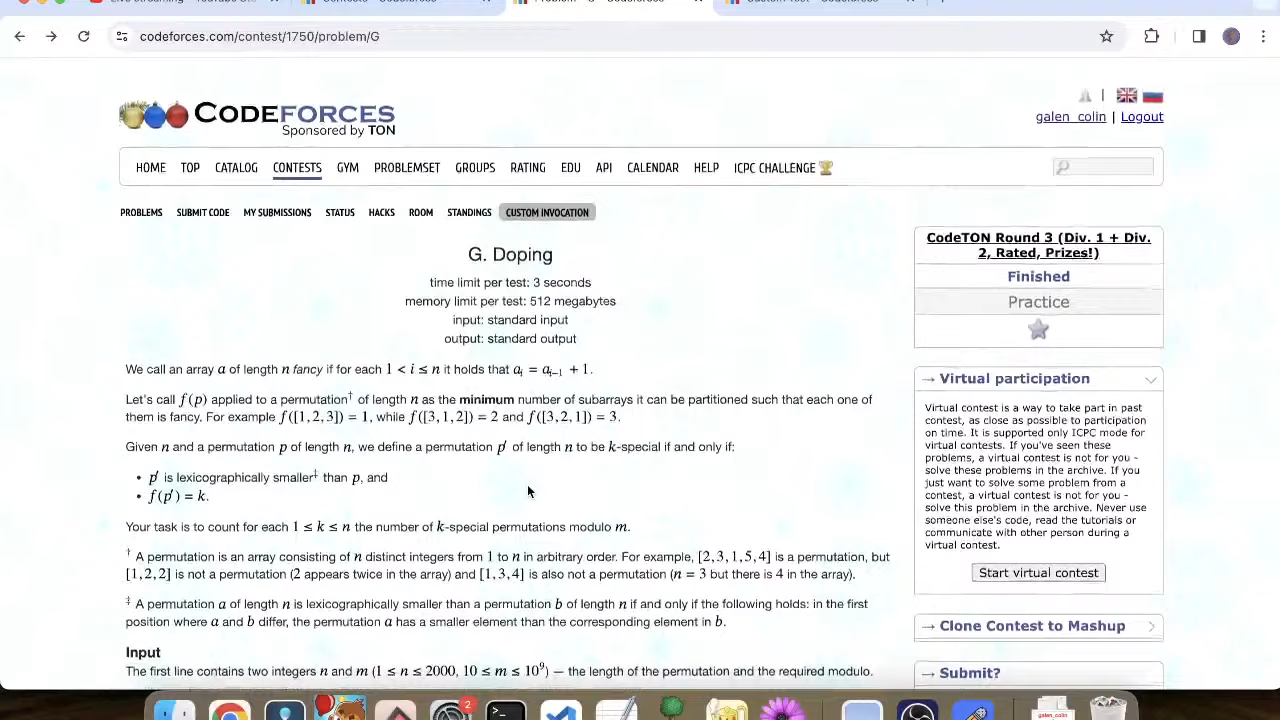 codeforces.com/contest/1750/problem/G
CODEFORCES
Sponsored by TON
galen_colin | Logout
HOME TOP CATALOG CONTESTS GYM PROBLEMSET GROUPS RATING EDU API CALENDAR HELP ICPC CHALLENGE
PROBLEMS SUBMIT CODE MY SUBMISSIONS STATUS HACKS ROOM STANDINGS CUSTOM INVOCATION
G. Doping
time limit per test: 3 seconds
memory limit per test: 512 megabytes
input: standard input
output: standard output
We call an array a of length n fancy if for each 1 < i ≤ n it holds that aᵢ = aᵢ₋₁ + 1.
Let's call f(p) applied to a permutation† of length n as the minimum number of subarrays it can be partitioned such that each one of
them is fancy. For example f([1, 2, 3]) = 1, while f([3, 1, 2]) = 2 and f([3, 2, 1]) = 3.
Given n and a permutation p of length n, we define a permutation p′ of length n to be k-special if and only if:
• p′ is lexicographically smaller‡ than p, and
• f(p′) = k.
Your task is to count for each 1 ≤ k ≤ n the number of k-special permutations modulo m.
† A permutation is an array consisting of n distinct integers from 1 to n in arbitrary order. For example, [2, 3, 1, 5, 4] is a permutation, but
[1, 2, 2] is not a permutation (2 appears twice in the array) and [1, 3, 4] is also not a permutation (n = 3 but there is 4 in the array).
‡ A permutation a of length n is lexicographically smaller than a permutation b of length n if and only if the following holds: in the first
position where a and b differ, the permutation a has a smaller element than the corresponding element in b.
Input
The first line contains two integers n and m (1 ≤ n ≤ 2000, 10 ≤ m ≤ 10⁹) — the length of the permutation and the required modulo.
CodeTON Round 3 (Div. 1 + Div.
2, Rated, Prizes!)
Finished
Practice
→ Virtual participation
Virtual contest is a way to take part in past
contest, as close as possible to participation
on time. It is supported only ICPC mode for
virtual contests. If you've seen these
problems, a virtual contest is not for you -
solve these problems in the archive. If you
just want to solve some problem from a
contest, a virtual contest is not for you -
solve this problem in the archive. Never use
someone else's code, read the tutorials or
communicate with other person during a
virtual contest.
Start virtual contest
→ Clone Contest to Mashup
→ Submit?
2
galen_colin